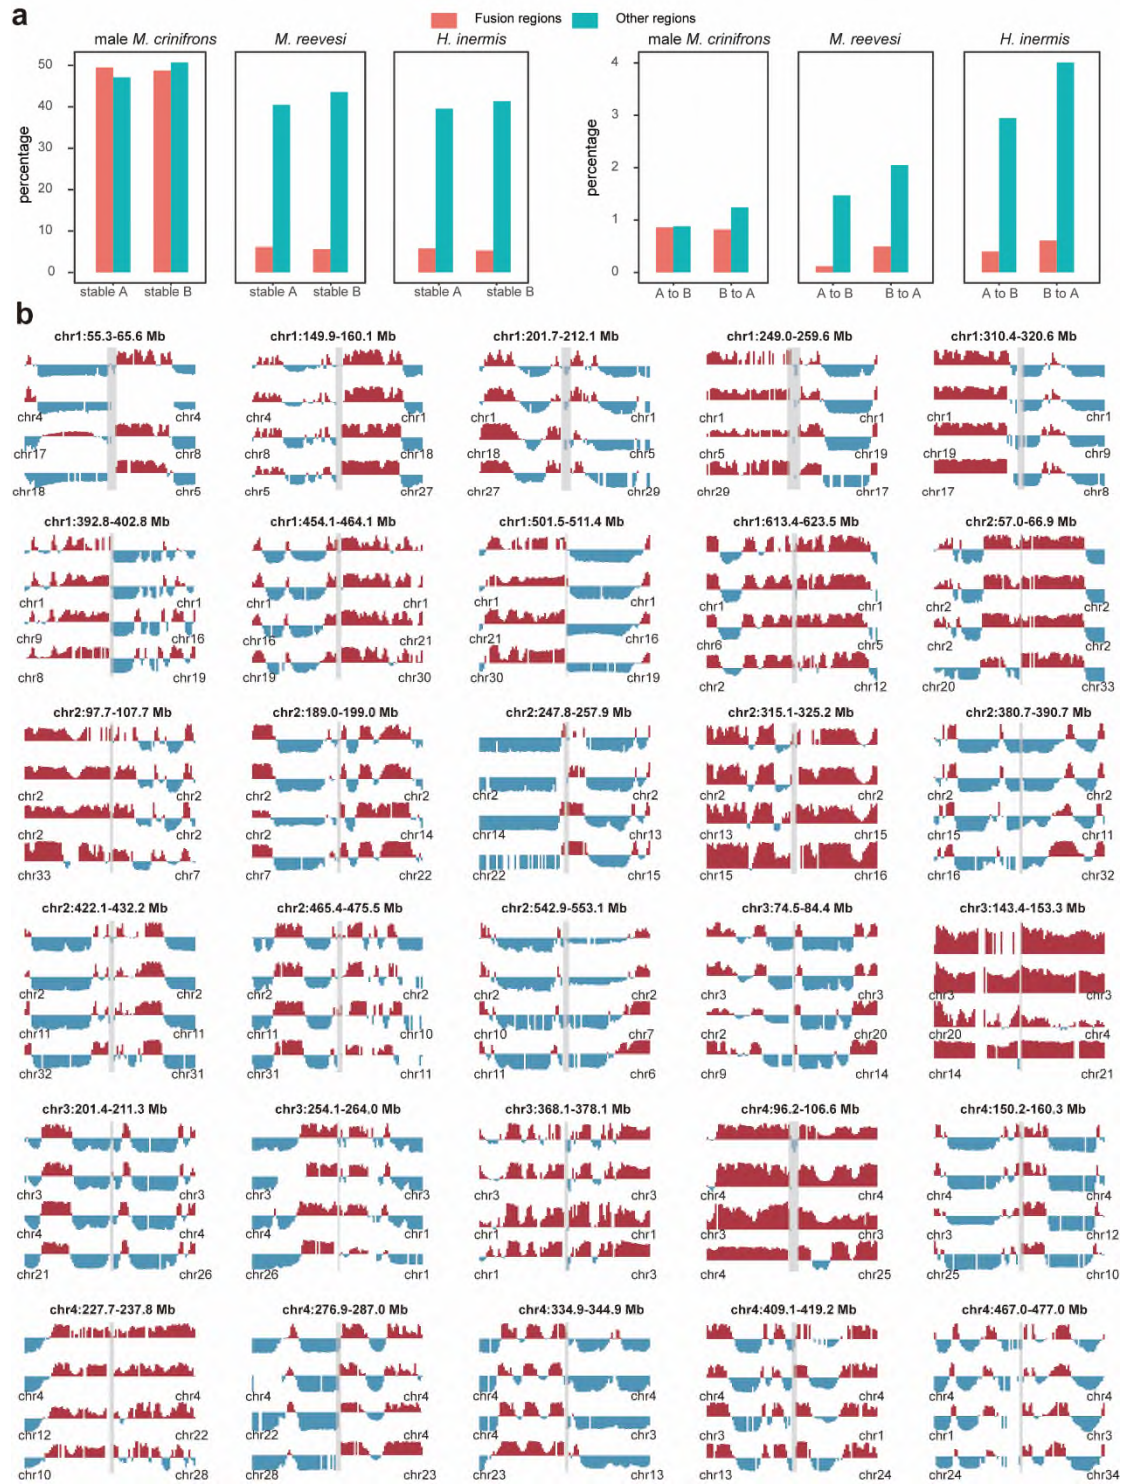 a
Fusion regions Other regions
male M. crinifrons M. reevesi H. inermis male M. crinifrons M. reevesi H. inermis
percentage
50
40
30
20
10
0
stable A stable B stable A stable B stable A stable B
percentage
4
3
2
1
0
A to B B to A A to B B to A A to B B to A
b
chr1:55.3-65.6 Mb chr1:149.9-160.1 Mb chr1:201.7-212.1 Mb chr1:249.0-259.6 Mb chr1:310.4-320.6 Mb
chr4 chr4 chr4 chr1 chr1 chr1 chr1 chr1 chr1 chr1
chr17 chr8 chr8 chr18 chr18 chr5 chr5 chr19 chr19 chr9
chr18 chr5 chr5 chr27 chr27 chr29 chr29 chr17 chr17 chr8
chr1:392.8-402.8 Mb chr1:454.1-464.1 Mb chr1:501.5-511.4 Mb chr1:613.4-623.5 Mb chr2:57.0-66.9 Mb
chr1 chr1 chr1 chr1 chr1 chr1 chr1 chr1 chr2 chr2
chr9 chr16 chr16 chr21 chr21 chr16 chr6 chr5 chr2 chr2
chr8 chr19 chr19 chr30 chr30 chr19 chr2 chr12 chr20 chr33
chr2:97.7-107.7 Mb chr2:189.0-199.0 Mb chr2:247.8-257.9 Mb chr2:315.1-325.2 Mb chr2:380.7-390.7 Mb
chr2 chr2 chr2 chr2 chr2 chr2 chr2 chr2 chr2 chr2
chr2 chr2 chr2 chr14 chr14 chr13 chr13 chr15 chr15 chr11
chr33 chr7 chr7 chr22 chr22 chr15 chr15 chr16 chr16 chr32
chr2:422.1-432.2 Mb chr2:465.4-475.5 Mb chr2:542.9-553.1 Mb chr3:74.5-84.4 Mb chr3:143.4-153.3 Mb
chr2 chr2 chr2 chr2 chr2 chr2 chr3 chr3 chr3 chr3
chr11 chr11 chr11 chr10 chr10 chr7 chr2 chr20 chr20 chr4
chr32 chr31 chr31 chr11 chr11 chr6 chr9 chr14 chr14 chr21
chr3:201.4-211.3 Mb chr3:254.1-264.0 Mb chr3:368.1-378.1 Mb chr4:96.2-106.6 Mb chr4:150.2-160.3 Mb
chr3 chr3 chr3 chr3 chr3 chr3 chr4 chr4 chr4 chr4
chr4 chr4 chr4 chr1 chr1 chr1 chr3 chr3 chr3 chr12
chr21 chr26 chr26 chr1 chr1 chr3 chr4 chr25 chr25 chr10
chr4:227.7-237.8 Mb chr4:276.9-287.0 Mb chr4:334.9-344.9 Mb chr4:409.1-419.2 Mb chr4:467.0-477.0 Mb
chr4 chr4 chr4 chr4 chr4 chr4 chr4 chr4 chr4
chr12 chr22 chr22 chr4 chr4 chr3 chr3 chr1 chr1 chr3
chr10 chr28 chr28 chr23 chr23 chr13 chr13 chr24 chr24 chr34